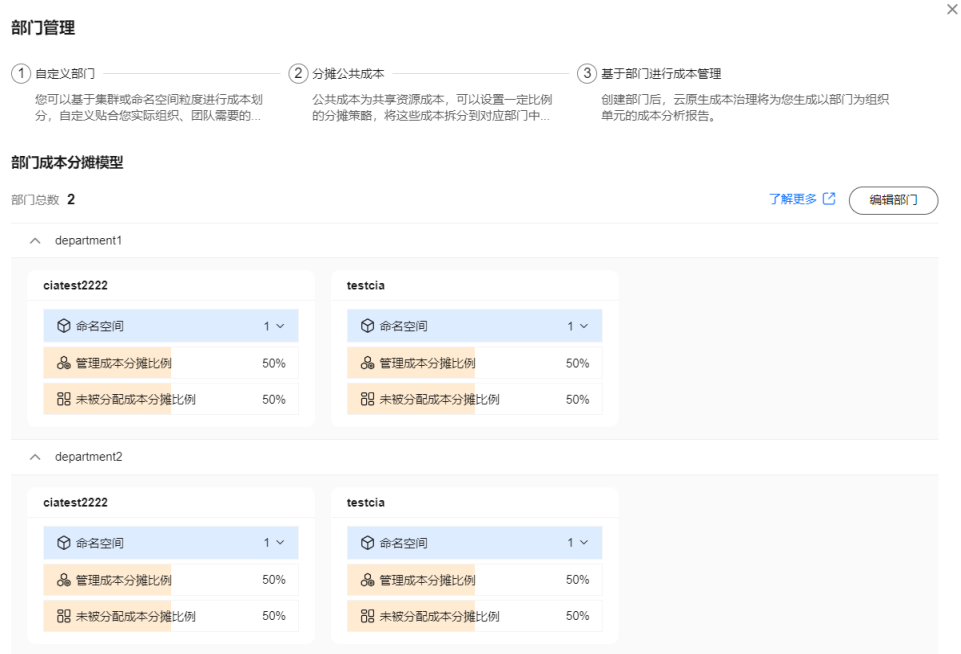 部门管理
1 自定义部门
您可以基于集群或命名空间粒度进行成本划
分，自定义贴合您实际组织、团队需要的...
2 分摊公共成本
公共成本为共享资源成本，可以设置一定比例
的分摊策略，将这些成本拆分到对应部门中...
3 基于部门进行成本管理
创建部门后，云原生成本治理将为您生成以部门为组织
单元的成本分析报告。
部门成本分摊模型
部门总数 2
了解更多
编辑部门
department1
ciatest2222
命名空间 1
管理成本分摊比例 50%
未被分配成本分摊比例 50%
testcia
命名空间 1
管理成本分摊比例 50%
未被分配成本分摊比例 50%
department2
ciatest2222
命名空间 1
管理成本分摊比例 50%
未被分配成本分摊比例 50%
testcia
命名空间 1
管理成本分摊比例 50%
未被分配成本分摊比例 50%